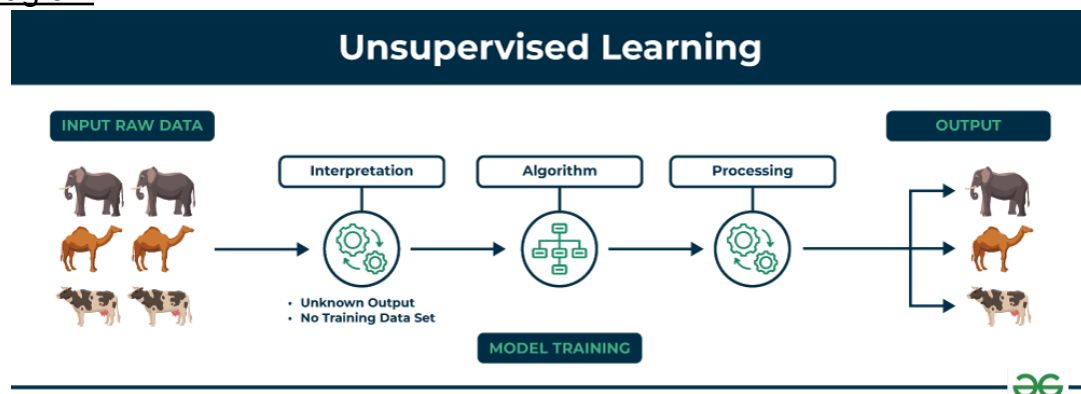 Unsupervised Learning
INPUT RAW DATA
OUTPUT
Interpretation
Algorithm
Processing
• Unknown Output
• No Training Data Set
MODEL TRAINING